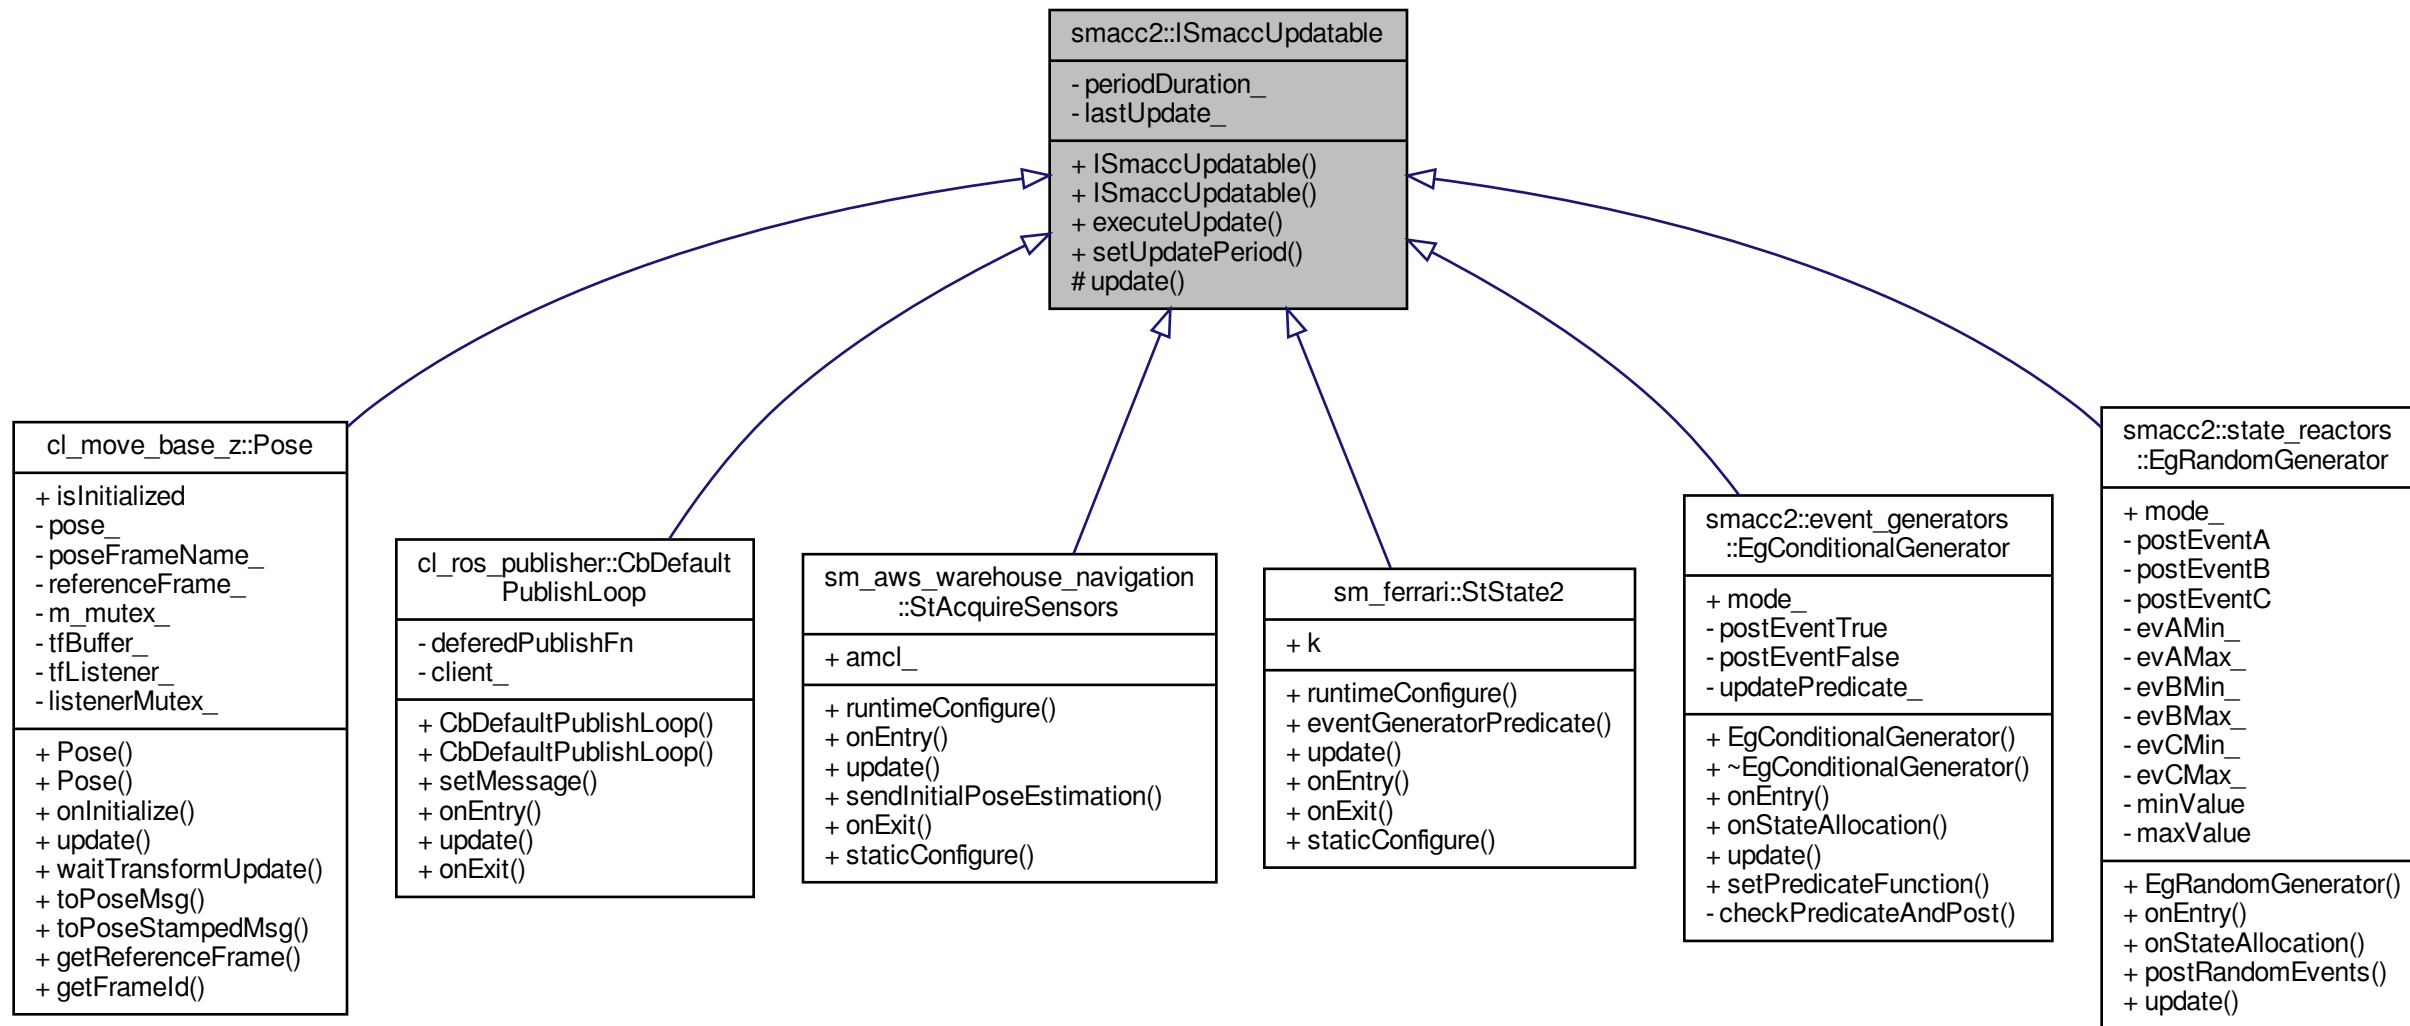 smacc2::ISmaccUpdatable
- periodDuration_
- lastUpdate_
+ ISmaccUpdatable()
+ ISmaccUpdatable()
+ executeUpdate()
+ setUpdatePeriod()
# update()
cl_move_base_z::Pose
+ isInitialized
- pose_
- poseFrameName_
- referenceFrame_
- m_mutex_
- tfBuffer_
- tfListener_
- listenerMutex_
+ Pose()
+ Pose()
+ onInitialize()
+ update()
+ waitTransformUpdate()
+ toPoseMsg()
+ toPoseStampedMsg()
+ getReferenceFrame()
+ getFrameId()
cl_ros_publisher::CbDefault
PublishLoop
- deferedPublishFn
- client_
+ CbDefaultPublishLoop()
+ CbDefaultPublishLoop()
+ setMessage()
+ onEntry()
+ update()
+ onExit()
sm_aws_warehouse_navigation
::StAcquireSensors
+ amcl_
+ runtimeConfigure()
+ onEntry()
+ update()
+ sendInitialPoseEstimation()
+ onExit()
+ staticConfigure()
sm_ferrari::StState2
+ k
+ runtimeConfigure()
+ eventGeneratorPredicate()
+ update()
+ onEntry()
+ onExit()
+ staticConfigure()
smacc2::event_generators
::EgConditionalGenerator
+ mode_
- postEventTrue
- postEventFalse
- updatePredicate_
+ EgConditionalGenerator()
+ ~EgConditionalGenerator()
+ onEntry()
+ onStateAllocation()
+ update()
+ setPredicateFunction()
- checkPredicateAndPost()
smacc2::state_reactors
::EgRandomGenerator
+ mode_
- postEventA
- postEventB
- postEventC
- evAMin_
- evAMax_
- evBMin_
- evBMax_
- evCMin_
- evCMax_
- minValue
- maxValue
+ EgRandomGenerator()
+ onEntry()
+ onStateAllocation()
+ postRandomEvents()
+ update()